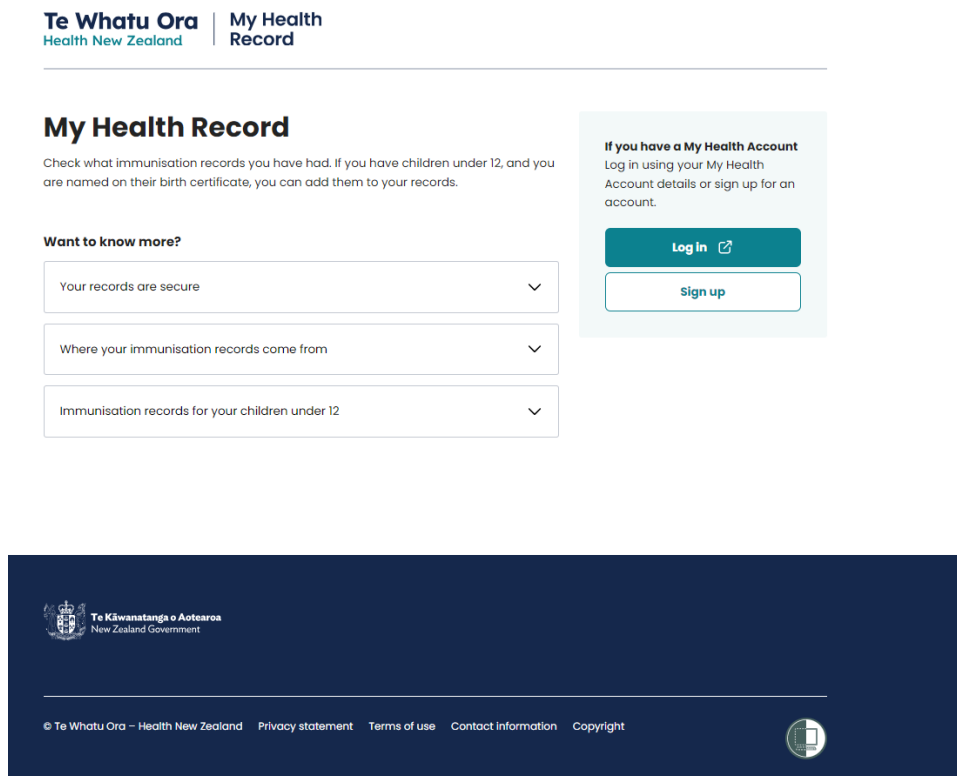 Te Whatu Ora
Health New Zealand
My Health
Record
My Health Record
Check what immunisation records you have had. If you have children under 12, and you
are named on their birth certificate, you can add them to your records.
Want to know more?
Your records are secure
Where your immunisation records come from
Immunisation records for your children under 12
If you have a My Health Account
Log in using your My Health
Account details or sign up for an
account.
Log in
Sign up
Te Kāwanatanga o Aotearoa
New Zealand Government
© Te Whatu Ora – Health New Zealand Privacy statement Terms of use Contact information Copyright